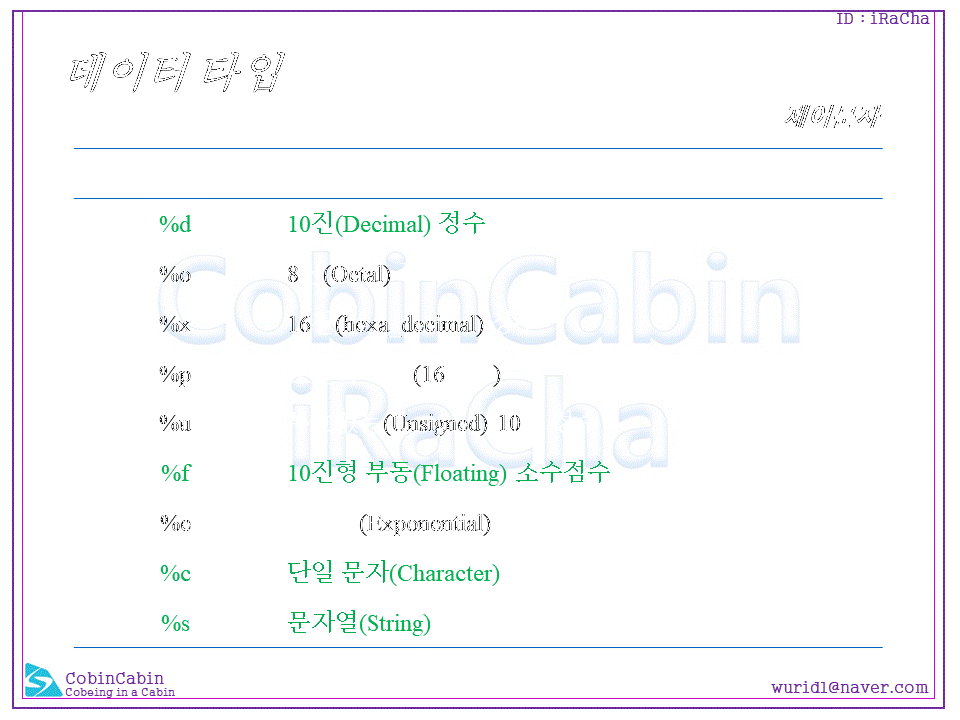 ID : iRaCha
데이터 타입
제어문자
%d 10진(Decimal) 정수
%o 8 (Octal)
%x 16 (hexa decimal)
%p (16 )
%u (Unsigned) 10
%f 10진형 부동(Floating) 소수점수
%e (Exponential)
%c 단일 문자(Character)
%s 문자열(String)
CobinCabin
iRaCha
CobinCabin
Cobeing in a Cabin
wuridl@naver.com